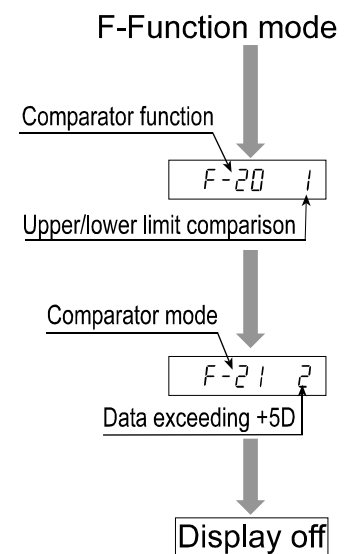 F-Function mode
Comparator function
F-20 1
Upper/lower limit comparison
Comparator mode
F-21 2
Data exceeding +5D
Display off